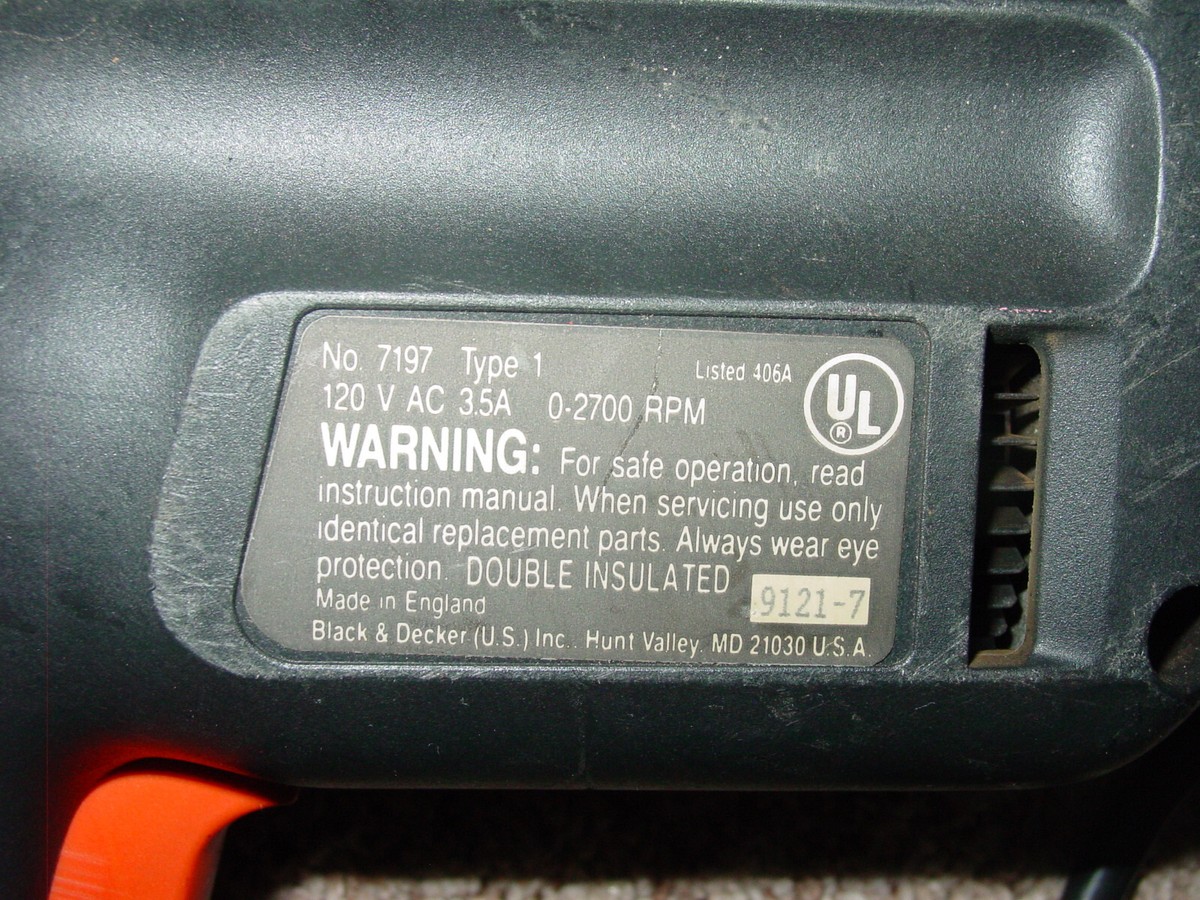 No. 7197 Type 1 Listed 406A
UL
®
120 V AC 3.5A 0-2700 RPM
WARNING: For safe operation, read
instruction manual. When servicing use only
identical replacement parts. Always wear eye
protection. DOUBLE INSULATED
9121-7
Made in England
Black & Decker (U.S.) Inc., Hunt Valley, MD 21030 U.S.A.